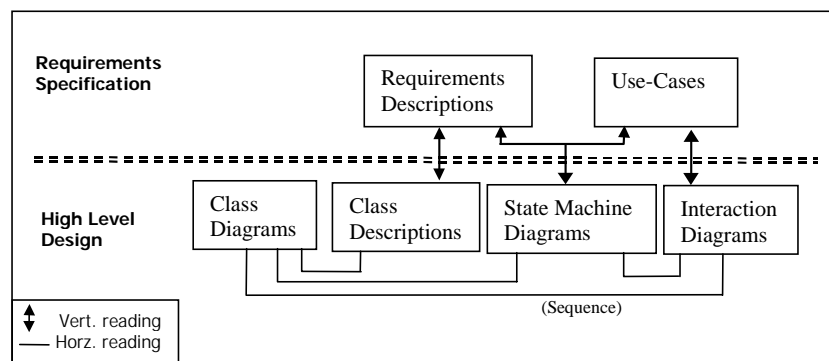 Requirements
Specification
Requirements
Descriptions
Use-Cases
High Level
Design
Class
Diagrams
Class
Descriptions
State Machine
Diagrams
Interaction
Diagrams
(Sequence)
Vert. reading
Horz. reading